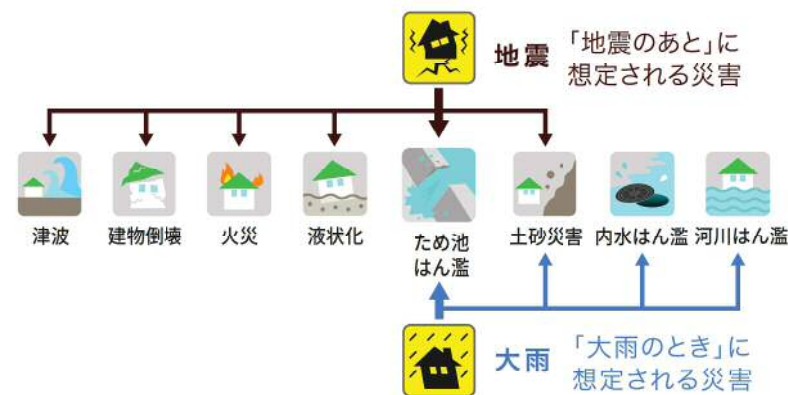 地震
「地震のあと」に
想定される災害
津波
建物倒壊
火災
液状化
ため池
はん濫
土砂災害
内水はん濫
河川はん濫
大雨
「大雨のとき」に
想定される災害